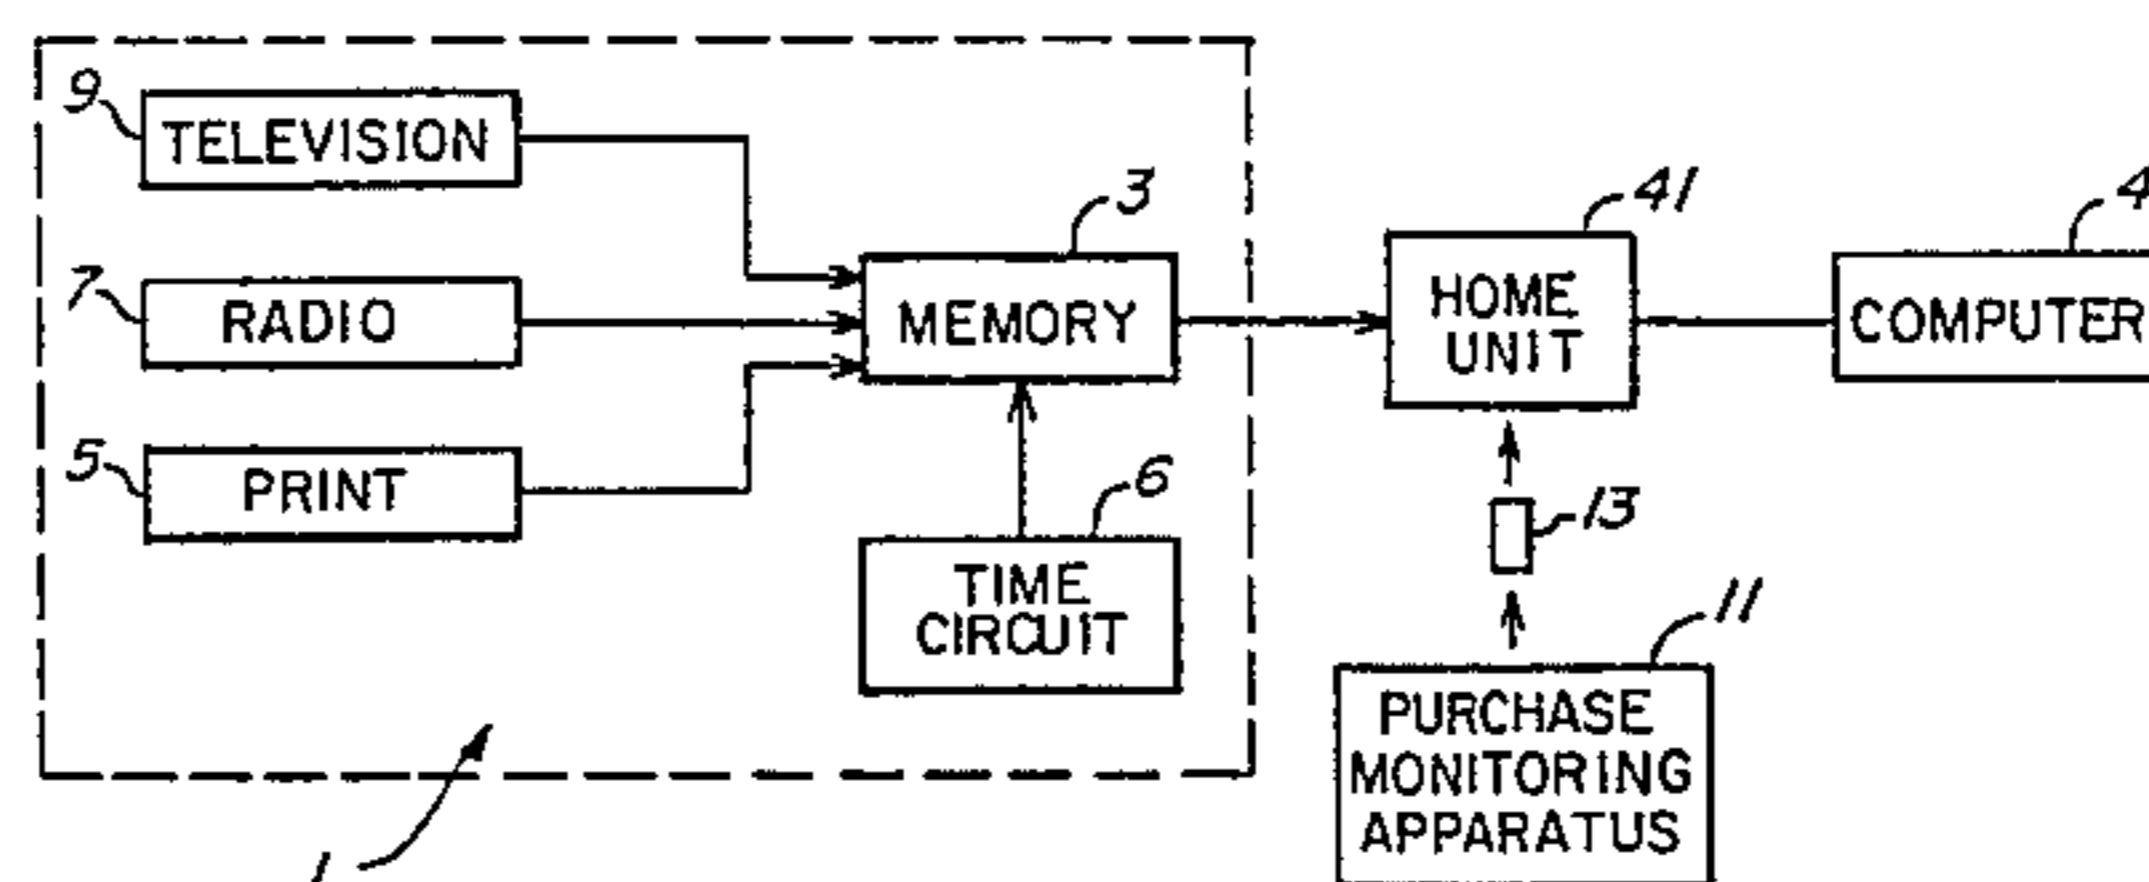 9
TELEVISION
7
RADIO
5
PRINT
3
MEMORY
6
TIME
CIRCUIT
1
41
HOME
UNIT
13
11
PURCHASE
MONITORING
APPARATUS
COMPUTER